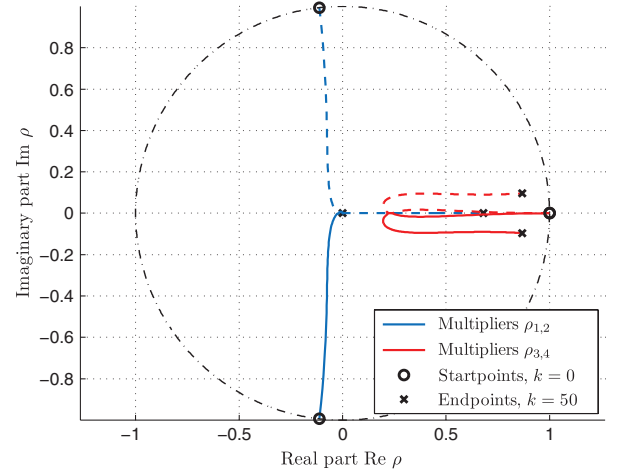 0.8
0.6
0.4
0.2
0
−0.2
−0.4
−0.6
−0.8
Imaginary part Im ρ
−1
−0.5
0
0.5
1
Real part Re ρ
Multipliers ρ1,2
Multipliers ρ3,4
Startpoints, k = 0
Endpoints, k = 50